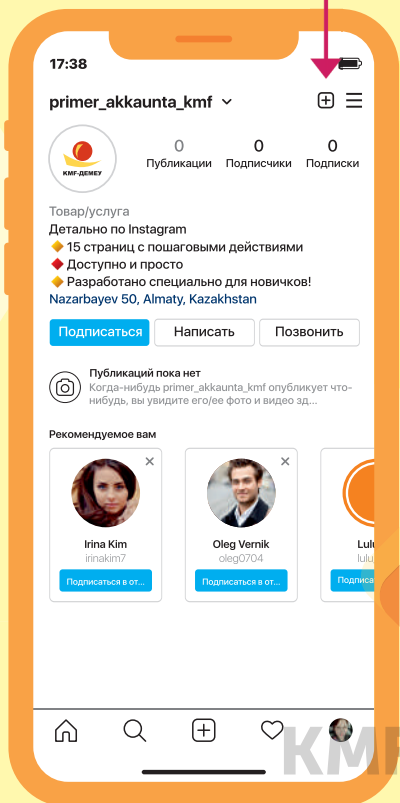 17:38
primer_akkaunta_kmf
KMF-ДЕМЕУ
0 0 0
Публикации Подписчики Подписки
Товар/услуга
Детально по Instagram
15 страниц с пошаговыми действиями
Доступно и просто
Разработано специально для новичков!
Nazarbayev 50, Almaty, Kazakhstan
Подписаться Написать Позвонить
Публикаций пока нет
Когда-нибудь primer_akkaunta_kmf опубликует что-
нибудь, вы увидите его/ее фото и видео зд...
Рекомендуемое вам
Irina Kim Oleg Vernik Lulu
irinakim7 oleg0704 lulu
Подписаться в от... Подписаться в от... Подписа
KMF